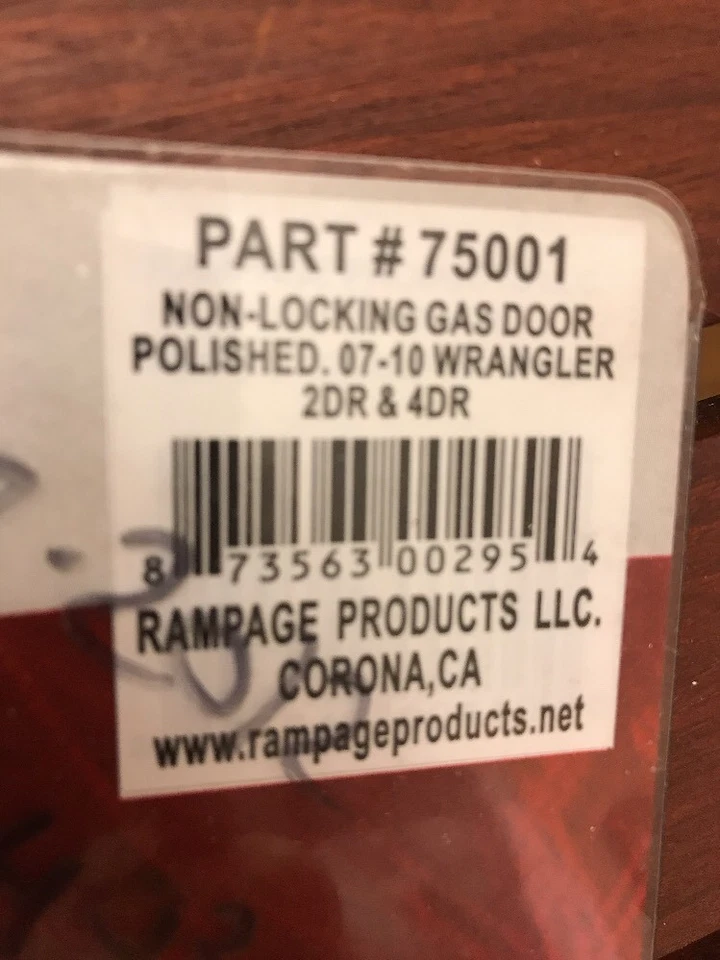 PART # 75001
NON-LOCKING GAS DOOR
POLISHED. 07-10 WRANGLER
2DR & 4DR
8 73563 00295 4
RAMPAGE PRODUCTS LLC.
CORONA,CA
www.rampageproducts.net